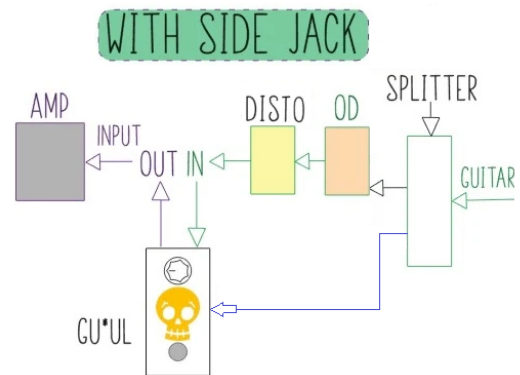 WITH SIDE JACK
SPLITTER
AMP
DISTO OD
INPUT
OUT IN
GUITAR
GU*UL